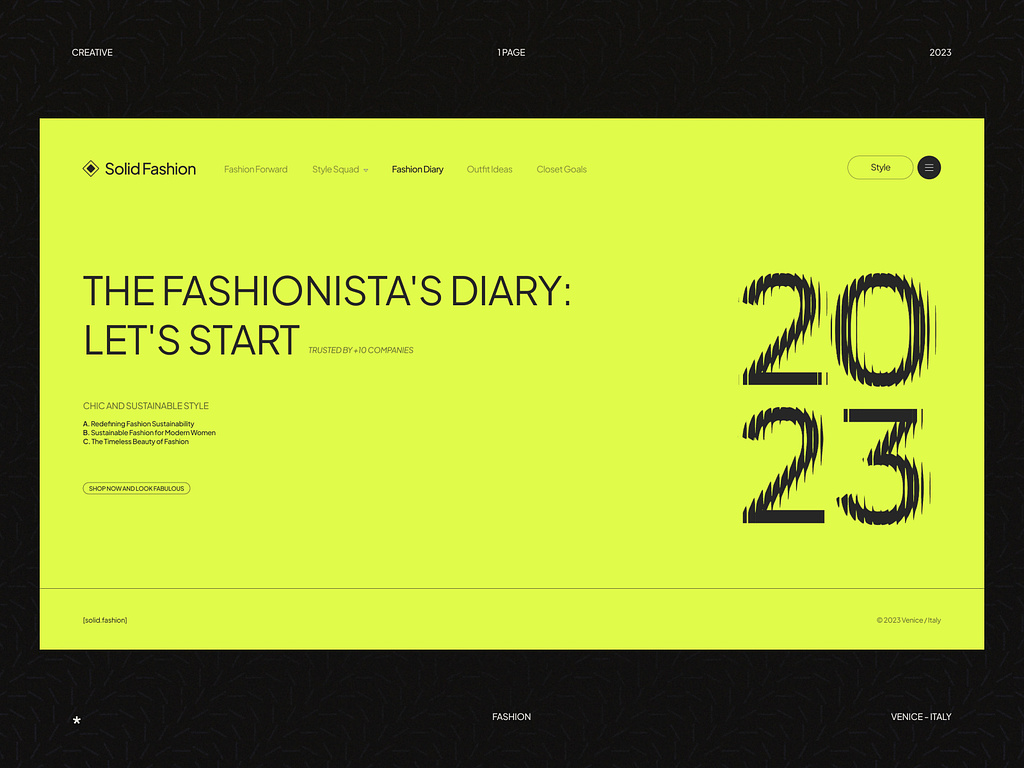 CREATIVE
1 PAGE
2023
Solid Fashion
Fashion Forward
Style Squad
Fashion Diary
Outfit Ideas
Closet Goals
Style
THE FASHIONISTA'S DIARY:
LET'S START
TRUSTED BY +10 COMPANIES
CHIC AND SUSTAINABLE STYLE
A. Redefining Fashion Sustainability
B. Sustainable Fashion for Modern Women
C. The Timeless Beauty of Fashion
SHOP NOW AND LOOK FABULOUS
20
23
[solid.fashion]
© 2023 Venice / Italy
*
FASHION
VENICE - ITALY